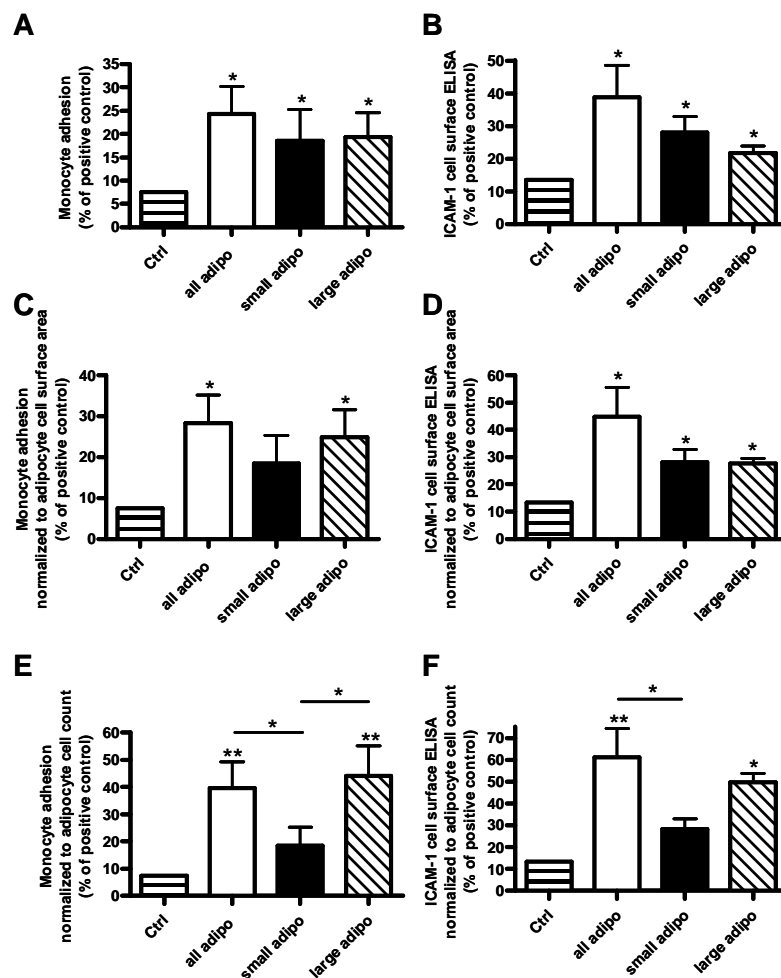 A
Monocyte adhesion
(% of positive control)
35
30
25
20
15
10
5
0
*
*
*
Ctrl
all adipo
small adipo
large adipo
B
ICAM-1 cell surface ELISA
(% of positive control)
50
40
30
20
10
0
*
*
*
Ctrl
all adipo
small adipo
large adipo
C
Monocyte adhesion
normalized to adipocyte cell surface area
(% of positive control)
40
30
20
10
0
*
*
Ctrl
all adipo
small adipo
large adipo
D
ICAM-1 cell surface ELISA
normalized to adipocyte cell surface area
(% of positive control)
60
50
40
30
20
10
0
*
*
*
Ctrl
all adipo
small adipo
large adipo
E
Monocyte adhesion
normalized to adipocyte cell count
(% of positive control)
60
50
40
30
20
10
0
*
*
**
**
Ctrl
all adipo
small adipo
large adipo
F
ICAM-1 cell surface ELISA
normalized to adipocyte cell count
(% of positive control)
70
60
50
40
30
20
10
0
*
**
*
Ctrl
all adipo
small adipo
large adipo